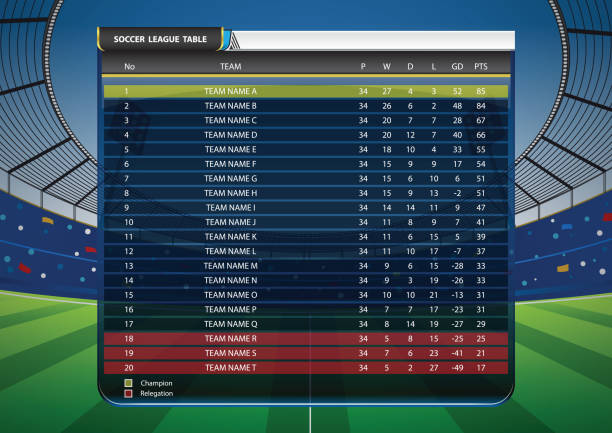 SOCCER LEAGUE TABLE
No TEAM P W D L GD PTS
1 TEAM NAME A 34 27 4 3 52 85
2 TEAM NAME B 34 26 6 2 48 84
3 TEAM NAME C 34 20 7 7 28 67
4 TEAM NAME D 34 20 12 7 40 66
5 TEAM NAME E 34 18 10 4 33 55
6 TEAM NAME F 34 15 9 9 17 54
7 TEAM NAME G 34 15 6 10 6 51
8 TEAM NAME H 34 15 9 13 -2 51
9 TEAM NAME I 34 14 14 11 9 47
10 TEAM NAME J 34 11 8 9 7 41
11 TEAM NAME K 34 11 6 15 5 39
12 TEAM NAME L 34 11 10 17 -7 37
13 TEAM NAME M 34 9 6 15 -28 33
14 TEAM NAME N 34 9 3 19 -26 33
15 TEAM NAME O 34 10 10 21 -13 31
16 TEAM NAME P 34 7 7 17 -23 31
17 TEAM NAME Q 34 8 14 19 -27 29
18 TEAM NAME R 34 5 8 15 -25 25
19 TEAM NAME S 34 7 6 23 -41 21
20 TEAM NAME T 34 5 2 27 -49 17
Champion
Relegation